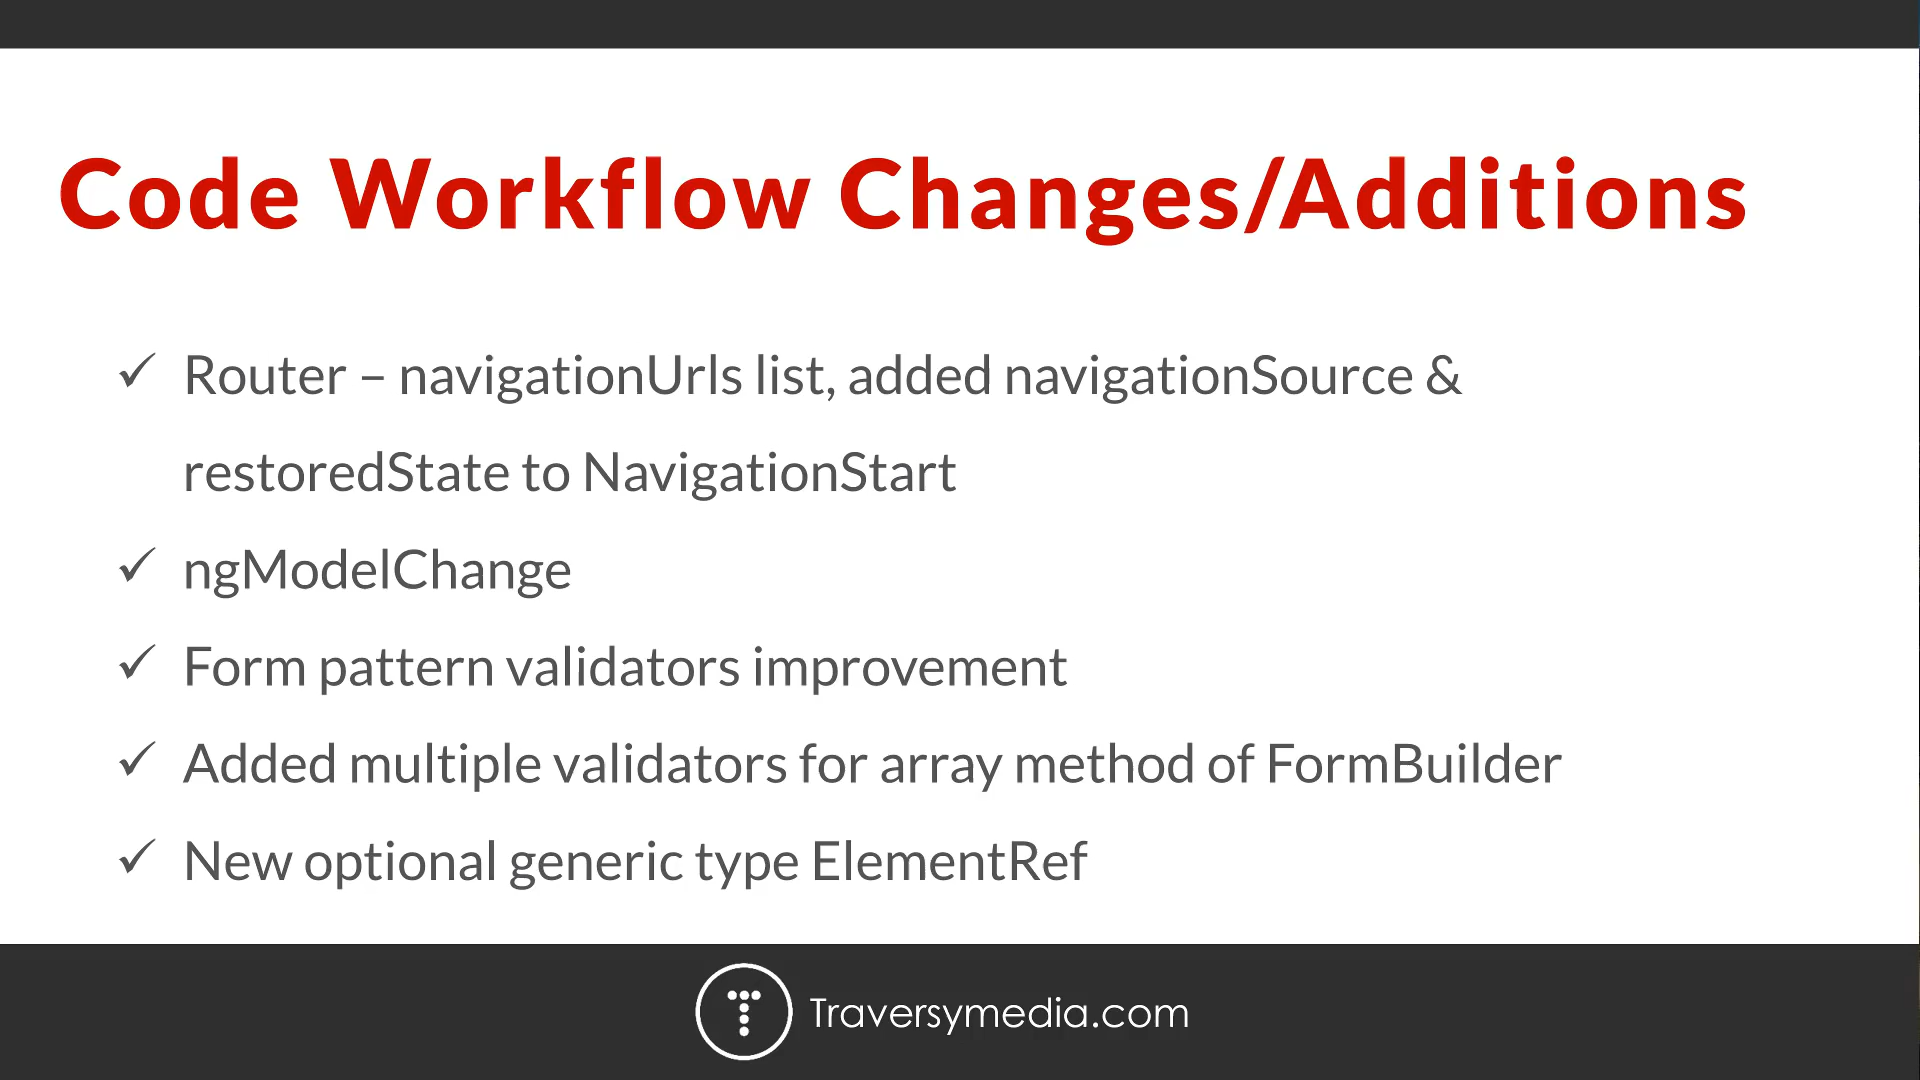 Code Workflow Changes/Additions
✓ Router – navigationUrls list, added navigationSource &
restoredState to NavigationStart
✓ ngModelChange
✓ Form pattern validators improvement
✓ Added multiple validators for array method of FormBuilder
✓ New optional generic type ElementRef
T Traversymedia.com